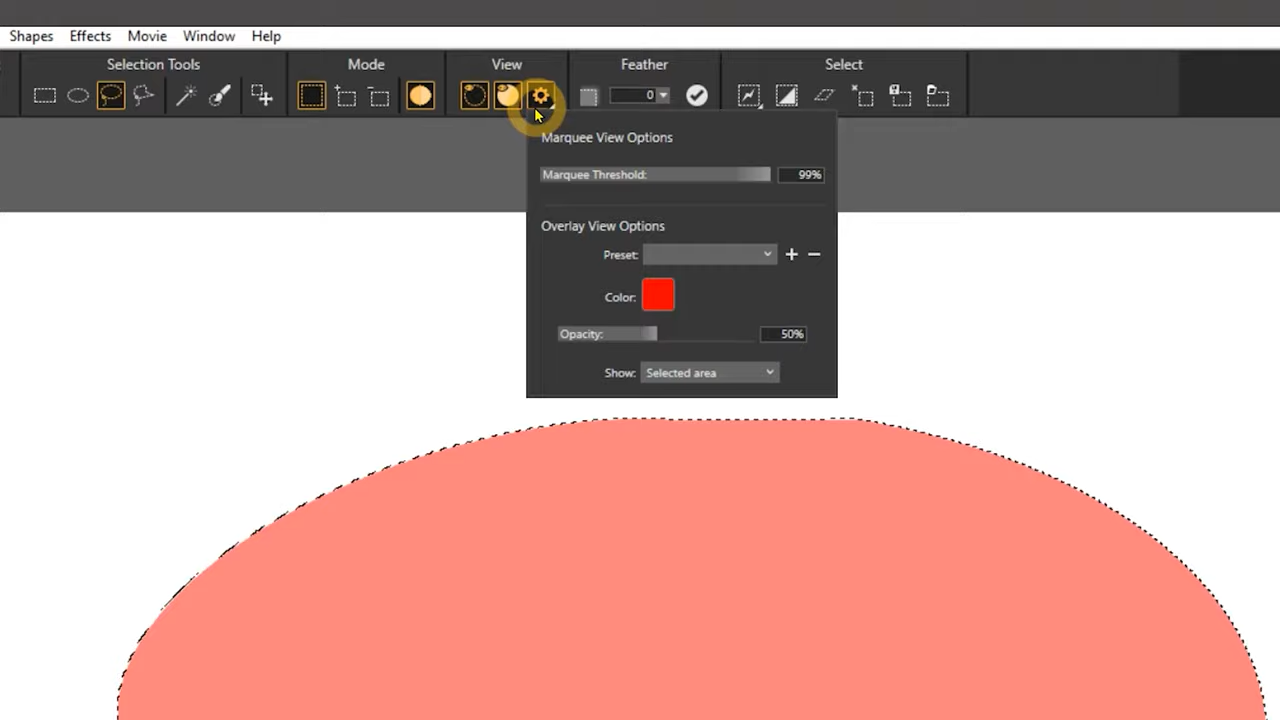 Shapes Effects Movie Window Help
Selection Tools Mode View Feather Select
0
Marquee View Options
Marquee Threshold: 99%
Overlay View Options
Preset:
Color:
Opacity: 50%
Show: Selected area